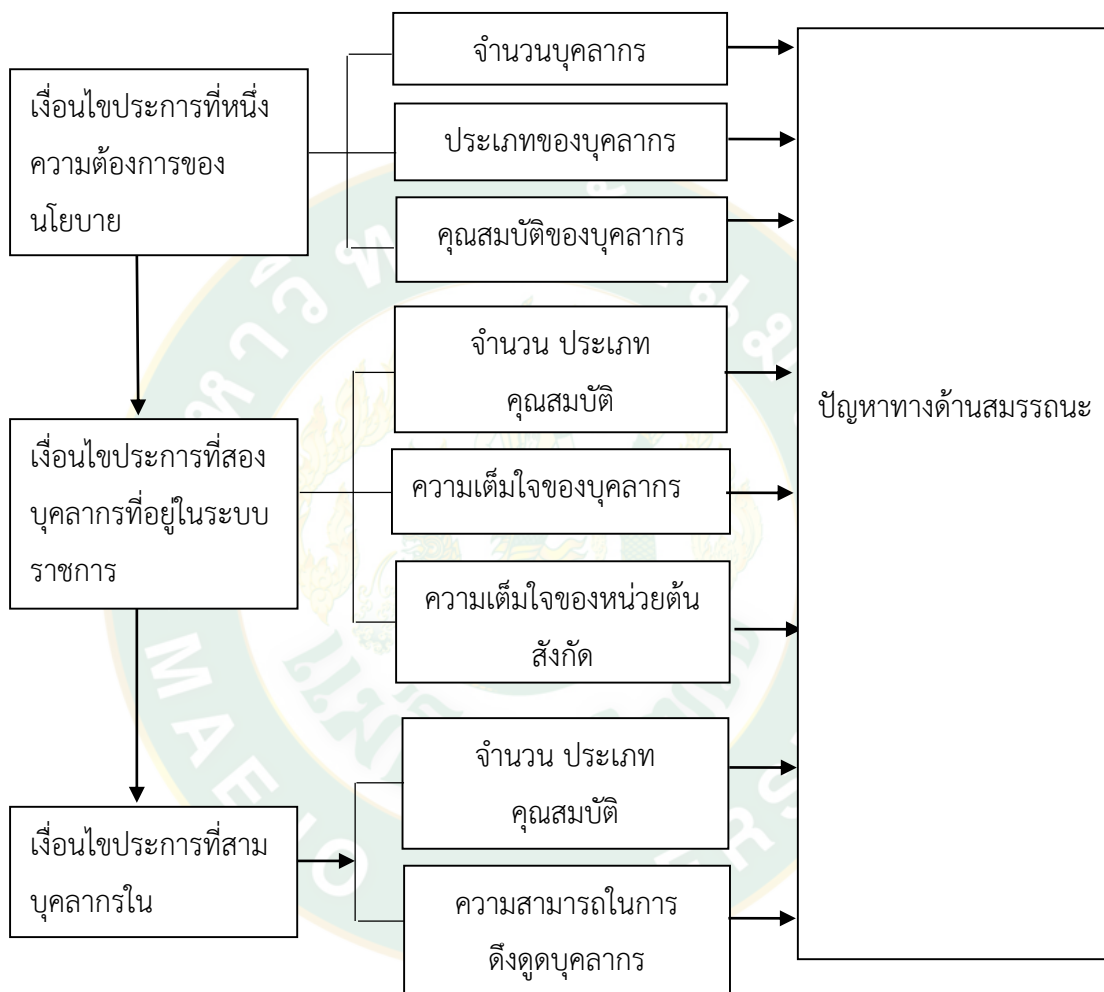 จำนวนบุคลากร
เงื่อนไขประการที่หนึ่ง
ความต้องการของ
นโยบาย
ประเภทของบุคลากร
คุณสมบัติของบุคลากร
จำนวน ประเภท
คุณสมบัติ
เงื่อนไขประการที่สอง
บุคลากรที่อยู่ในระบบ
ราชการ
ความเต็มใจของบุคลากร
ความเต็มใจของหน่วยต้น
สังกัด
จำนวน ประเภท
คุณสมบัติ
เงื่อนไขประการที่สาม
บุคลากรใน
ความสามารถในการ
ดึงดูดบุคลากร
ปัญหาทางด้านสมรรถนะ